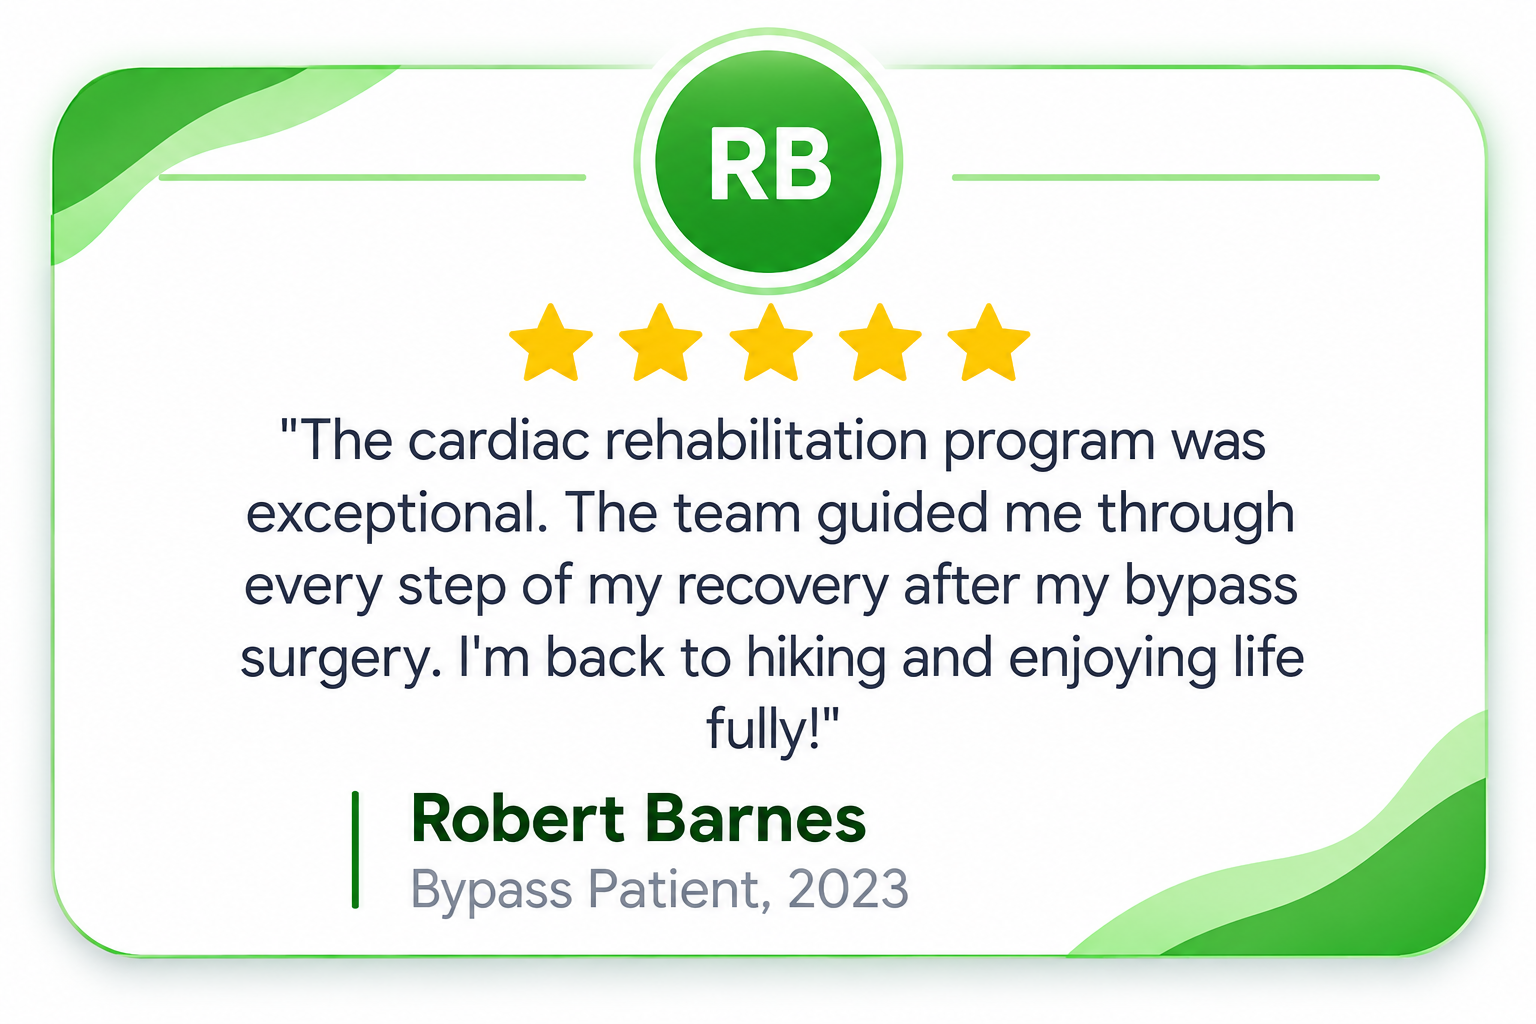 RB
"The cardiac rehabilitation program was
exceptional. The team guided me through
every step of my recovery after my bypass
surgery. I'm back to hiking and enjoying life
fully!"
Robert Barnes
Bypass Patient, 2023